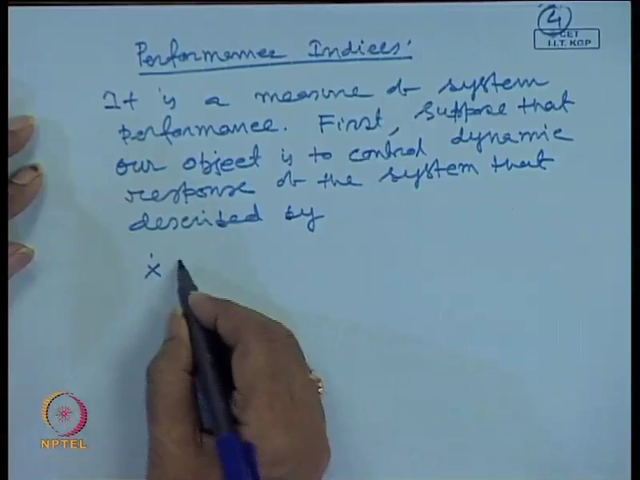 4
CET
I.I.T. KGP
Performance Indices:
It is a measure of system
performance. First, suppose that
our object is to control dynamic
response of the system that
described by
ẋ
NPTEL